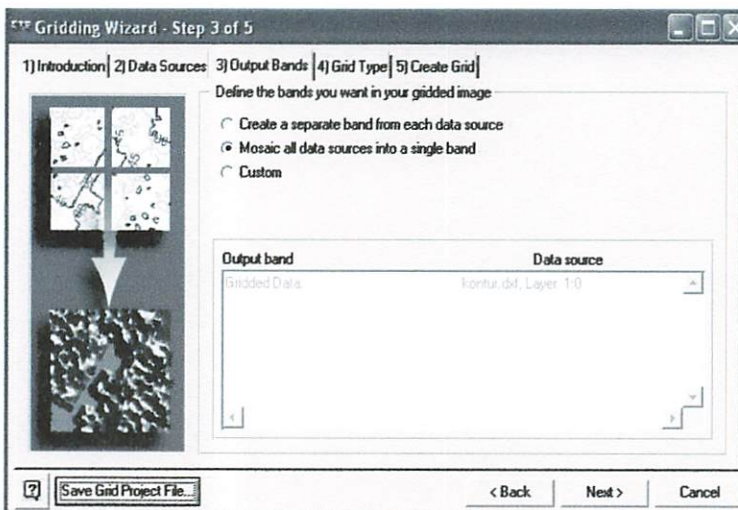 Gridding Wizard - Step 3 of 5
1) Introduction 2) Data Sources 3) Output Bands 4) Grid Type 5) Create Grid
Define the bands you want in your gridded image
Create a separate band from each data source
Mosaic all data sources into a single band
Custom
Output band Data source
Gridded Data: kontur.dxf, Layer: 1:0
Save Grid Project File... < Back Next > Cancel